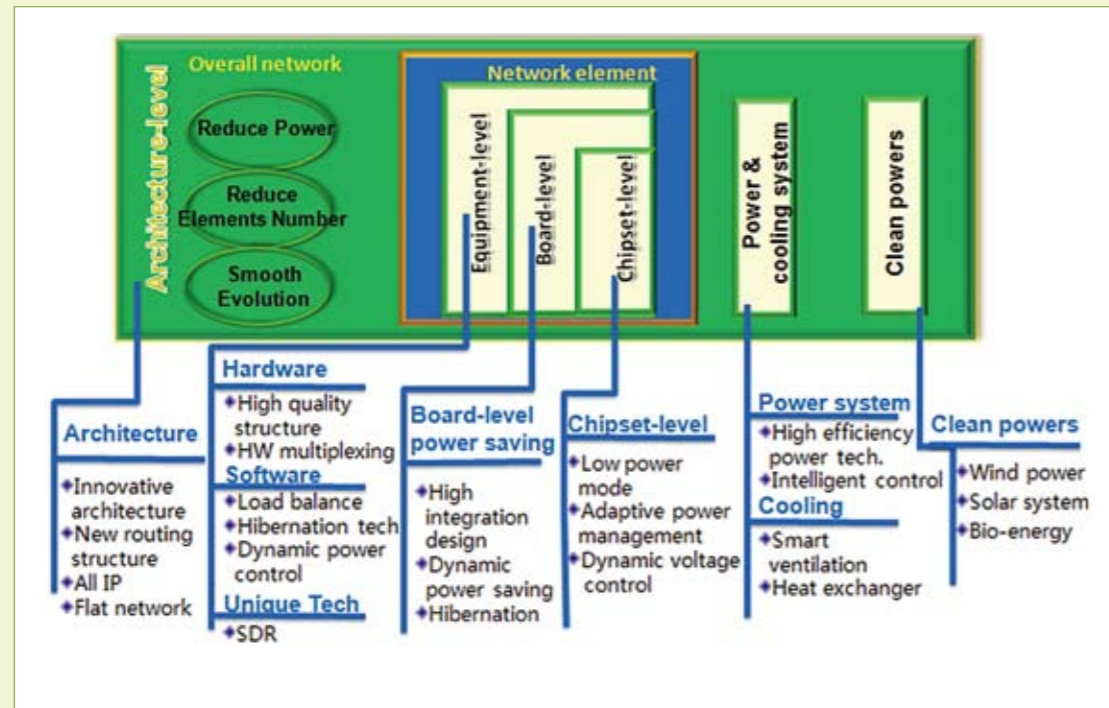 Architecture-level
Overall network
Reduce Power
Reduce
Elements Number
Smooth
Evolution
Network element
Equipment-level
Board-level
Chipset-level
Power &
cooling system
Clean powers
Architecture
◆Innovative
architecture
◆New routing
structure
◆All IP
◆Flat network
Hardware
◆High quality
structure
◆HW multiplexing
Software
◆Load balance
◆Hibernation tech
◆Dynamic power
control
Unique Tech
◆SDR
Board-level
power saving
◆High
integration
design
◆Dynamic
power saving
◆Hibernation
Chipset-level
◆Low power
mode
◆Adaptive power
management
◆Dynamic voltage
control
Power system
◆High efficiency
power tech.
◆Intelligent control
Cooling
◆Smart
ventilation
◆Heat exchanger
Clean powers
◆Wind power
◆Solar system
◆Bio-energy